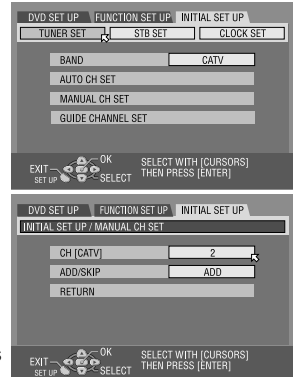 DVD SET UP FUNCTION SET UP INITIAL SET UP
TUNER SET STB SET CLOCK SET
BAND CATV
AUTO CH SET
MANUAL CH SET
GUIDE CHANNEL SET
OK
EXIT SELECT WITH [CURSORS]
SET UP SELECT THEN PRESS [ENTER]
DVD SET UP FUNCTION SET UP INITIAL SET UP
INITIAL SET UP / MANUAL CH SET
CH [CATV] 2
ADD/SKIP ADD
RETURN
s
OK
EXIT SELECT WITH [CURSORS]
SET UP SELECT THEN PRESS [ENTER]